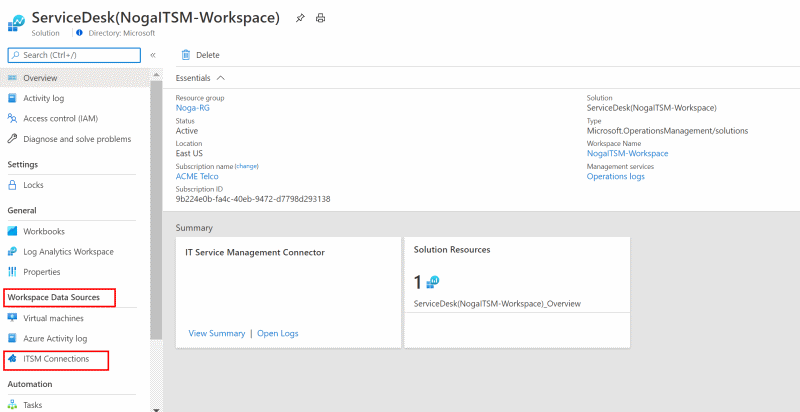 ServiceDesk(NogaITSM-Workspace)
Solution | Directory: Microsoft
Search (Ctrl+/) «
Overview
Activity log
Access control (IAM)
Diagnose and solve problems
Settings
Locks
General
Workbooks
Log Analytics Workspace
Properties
Workspace Data Sources
Virtual machines
Azure Activity log
ITSM Connections
Automation
Tasks
Delete
Essentials
Resource group
Noga-RG
Status
Active
Location
East US
Subscription name (change)
ACME Telco
Subscription ID
9b224e0b-fa4c-40eb-9472-d7798d293138
Solution
ServiceDesk(NogaITSM-Workspace)
Type
Microsoft.OperationsManagement/solutions
Workspace Name
NogaITSM-Workspace
Management services
Operations logs
Summary
IT Service Management Connector
View Summary | Open Logs
Solution Resources
1
ServiceDesk(NogaITSM-Workspace)_Overview